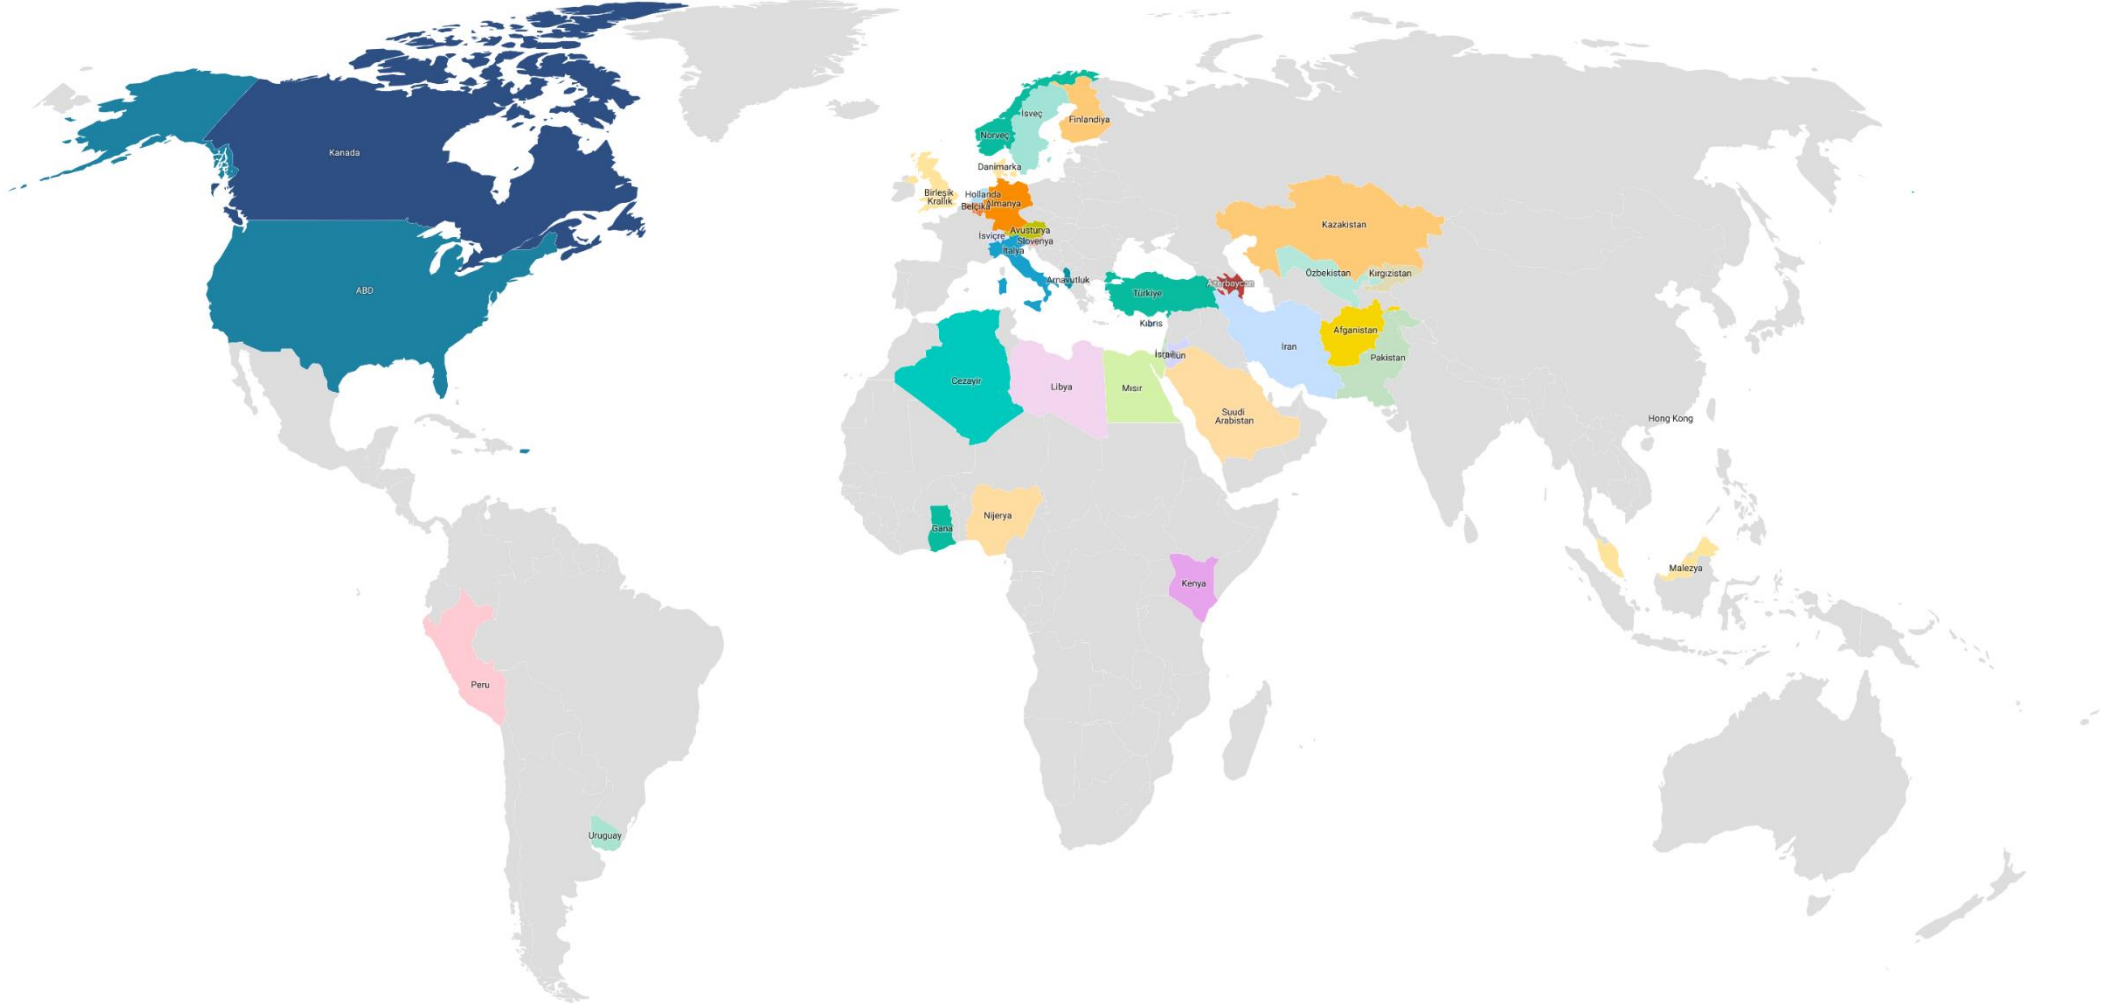 Kanada
ABD
Peru
Uruguay
İsveç
Norveç
Finlandiya
Danimarka
Birleşik
Krallık
Hollanda
Belçika
Almanya
Avusturya
İsviçre
Slovenya
İtalya
Arnavutluk
Türkiye
Azerbaycan
Kıbrıs
Kazakistan
Özbekistan
Kırgızistan
Afganistan
Pakistan
İran
İsrail
Suudi
Arabistan
Cezayir
Libya
Mısır
Gana
Nijerya
Kenya
Hong Kong
Malezya